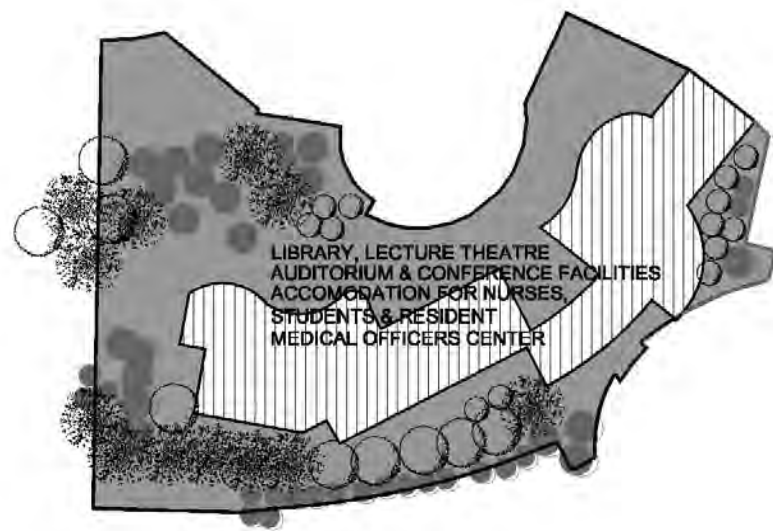 LIBRARY, LECTURE THEATRE
AUDITORIUM & CONFERENCE FACILITIES
ACCOMODATION FOR NURSES,
STUDENTS & RESIDENT
MEDICAL OFFICERS CENTER